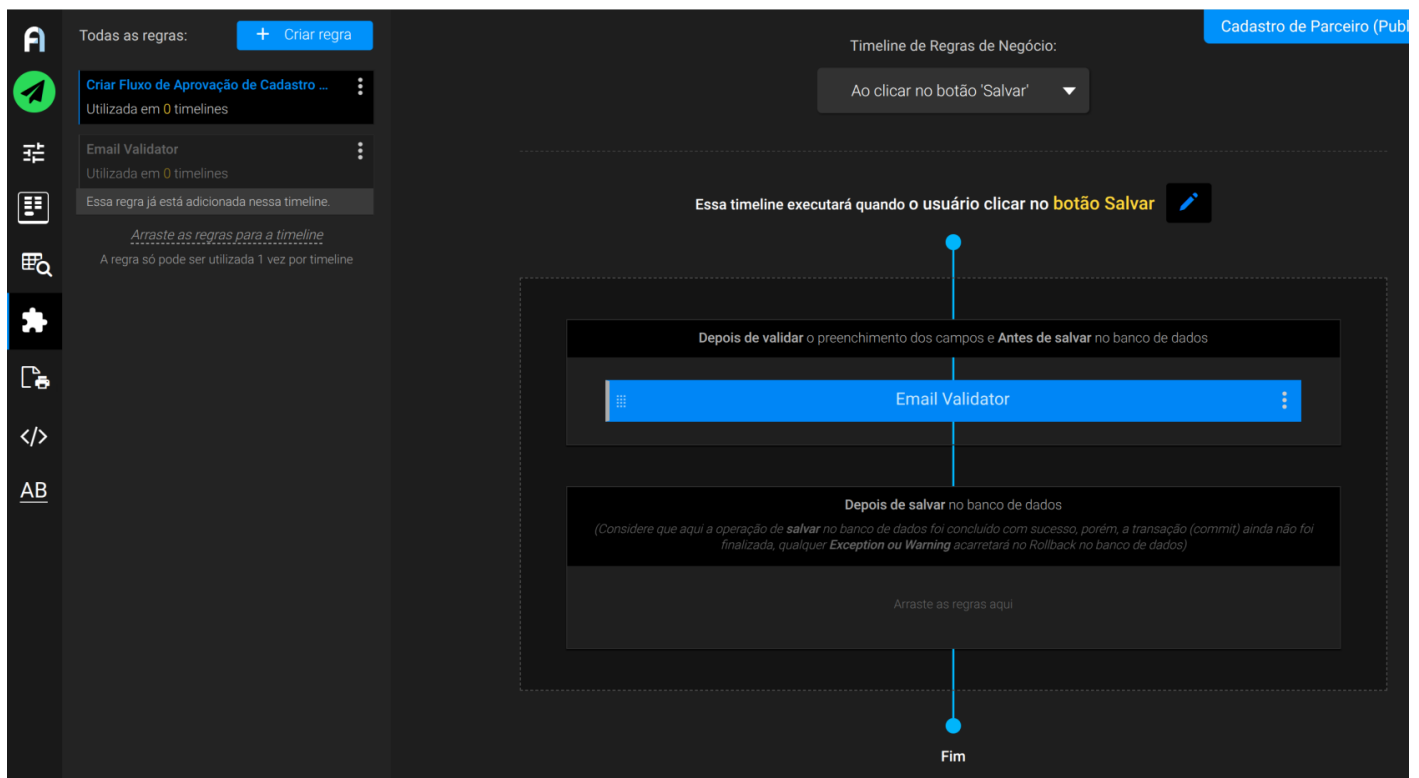 Todas as regras:
+ Criar regra
Criar Fluxo de Aprovação de Cadastro ...
Utilizada em 0 timelines
Email Validator
Utilizada em 0 timelines
Essa regra já está adicionada nessa timeline.
Arraste as regras para a timeline
A regra só pode ser utilizada 1 vez por timeline
</>
AB
Cadastro de Parceiro (Publ
Timeline de Regras de Negócio:
Ao clicar no botão 'Salvar'
Essa timeline executará quando o usuário clicar no botão Salvar
Depois de validar o preenchimento dos campos e Antes de salvar no banco de dados
Email Validator
Depois de salvar no banco de dados
(Considere que aqui a operação de salvar no banco de dados foi concluído com sucesso, porém, a transação (commit) ainda não foi
finalizada, qualquer Exception ou Warning acarretará no Rollback no banco de dados)
Arraste as regras aqui
Fim